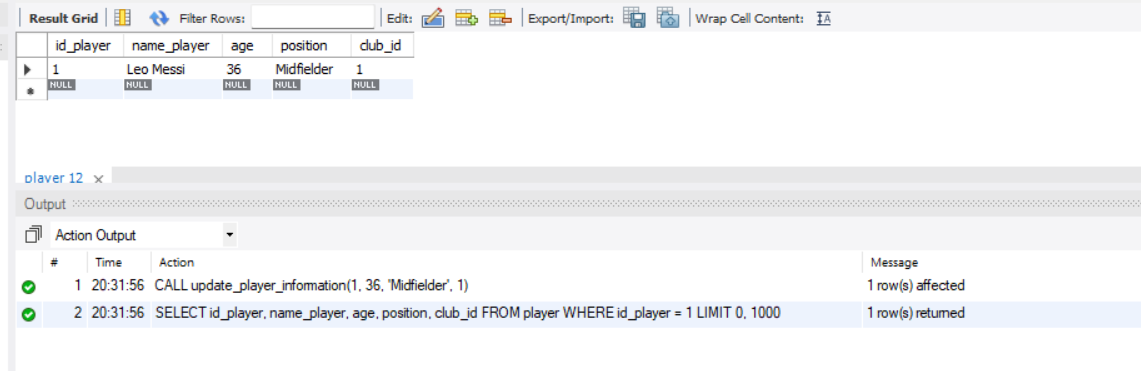 Result Grid Filter Rows: Edit: Export/Import: Wrap Cell Content:
id_player name_player age position club_id
1 Leo Messi 36 Midfielder 1
NULL NULL NULL NULL NULL
player 12
Output
Action Output
# Time Action Message
1 20:31:56 CALL update_player_information(1, 36, 'Midfielder', 1) 1 row(s) affected
2 20:31:56 SELECT id_player, name_player, age, position, club_id FROM player WHERE id_player = 1 LIMIT 0, 1000 1 row(s) returned